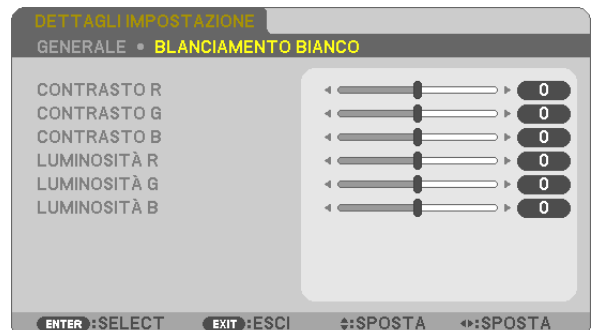 DETTAGLI IMPOSTAZIONE
GENERALE • BLANCIAMENTO BIANCO
CONTRASTO R 0
CONTRASTO G 0
CONTRASTO B 0
LUMINOSITÀ R 0
LUMINOSITÀ G 0
LUMINOSITÀ B 0
ENTER :SELECT EXIT :ESCI :SPOSTA :SPOSTA